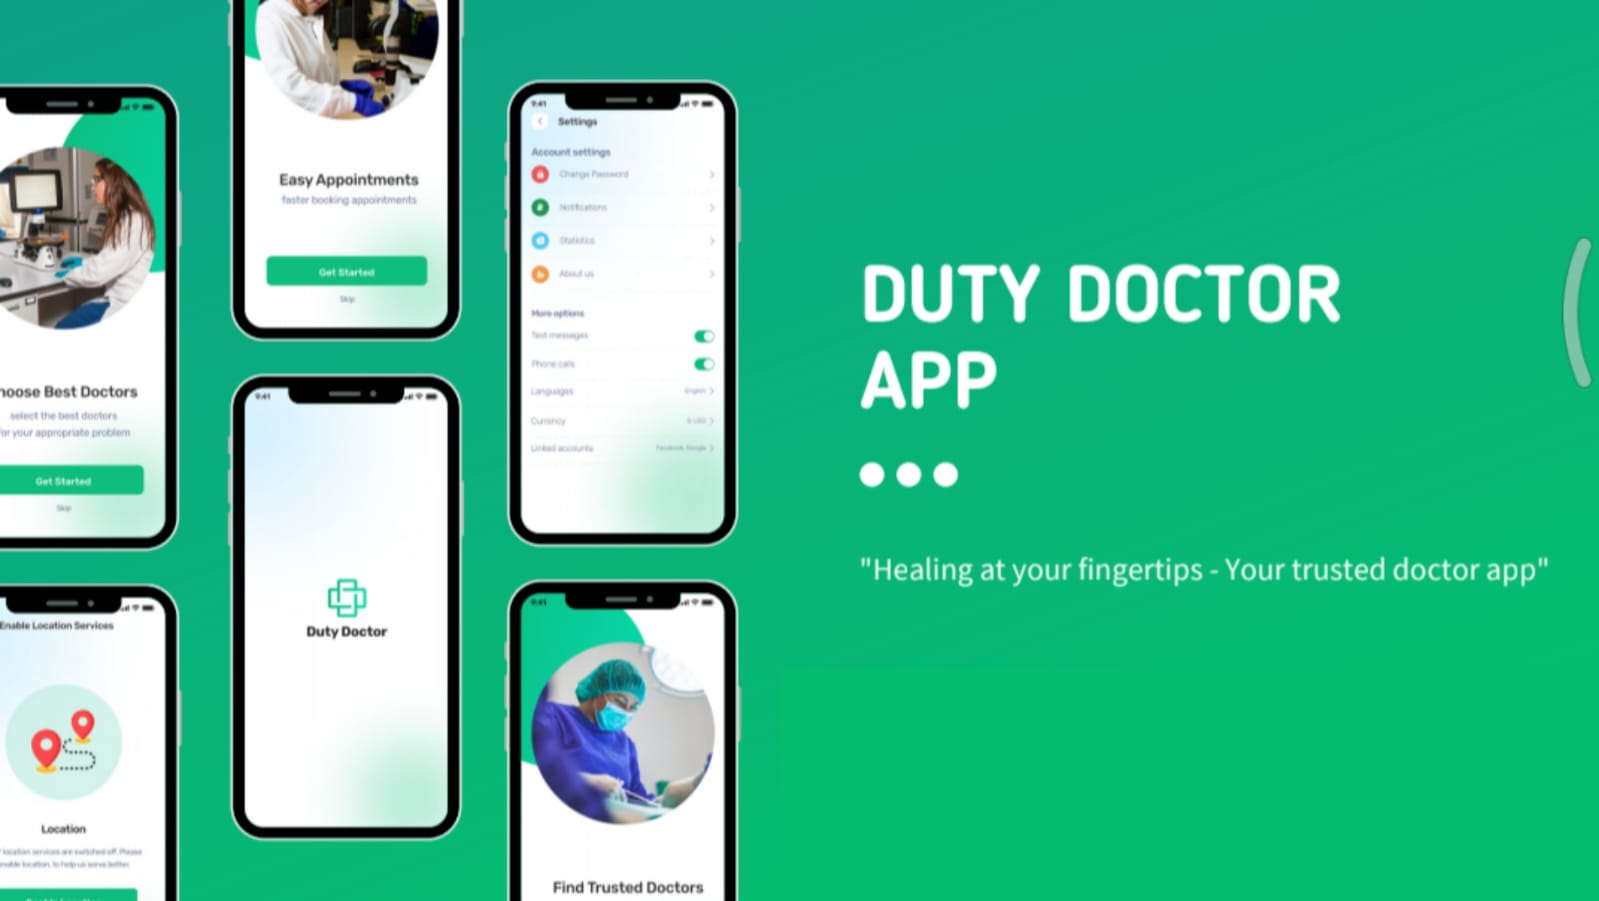 Choose Best Doctors
select the best doctors
for your appropriate problem
Get Started
Skip
Enable Location Services
Location
location services are switched off. Please
enable location, to help us serve better.
Easy Appointments
faster booking appointments
Get Started
Skip
9:41
Duty Doctor
9:41
Settings
Account settings
Change Password
Notifications
Statistics
About us
More options
Text messages
Phone calls
Languages English
Currency
Linked accounts Facebook, Google
9:41
Find Trusted Doctors
DUTY DOCTOR
APP
"Healing at your fingertips - Your trusted doctor app"